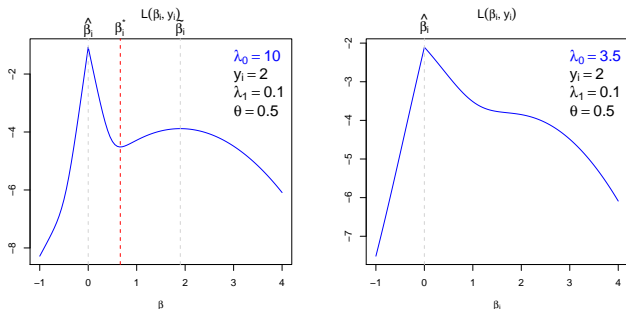 L(βᵢ, yᵢ)
β̂ᵢ βᵢ* β̃ᵢ
λ₀ = 10
yᵢ = 2
λ₁ = 0.1
θ = 0.5
−2
−4
−6
−8
−1 0 1 2 3 4
β
L(βᵢ, yᵢ)
β̂ᵢ
λ₀ = 3.5
yᵢ = 2
λ₁ = 0.1
θ = 0.5
−2
−3
−4
−5
−6
−7
−1 0 1 2 3 4
βᵢ